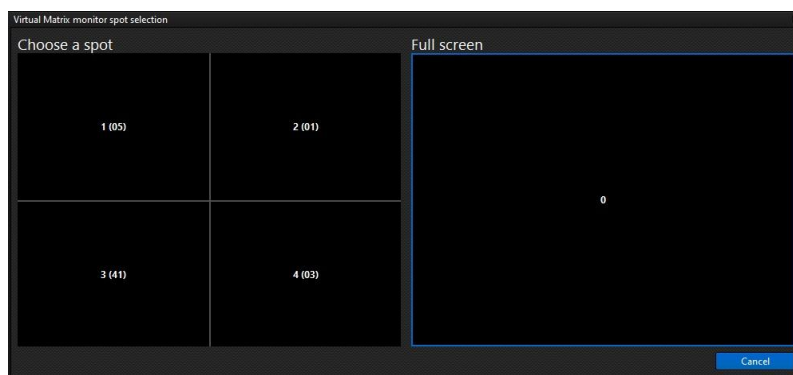 Virtual Matrix monitor spot selection
Choose a spot
Full screen
1 (05)
2 (01)
0
3 (41)
4 (03)
Cancel